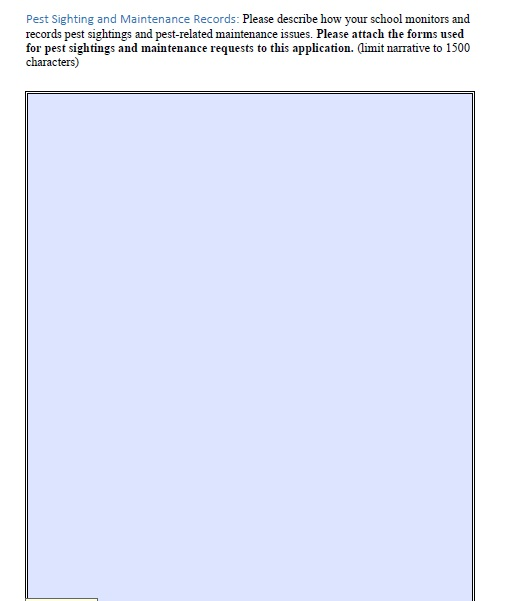 Pest Sighting and Maintenance Records: Please describe how your school monitors and
records pest sightings and pest-related maintenance issues. Please attach the forms used
for pest sightings and maintenance requests to this application. (limit narrative to 1500
characters)